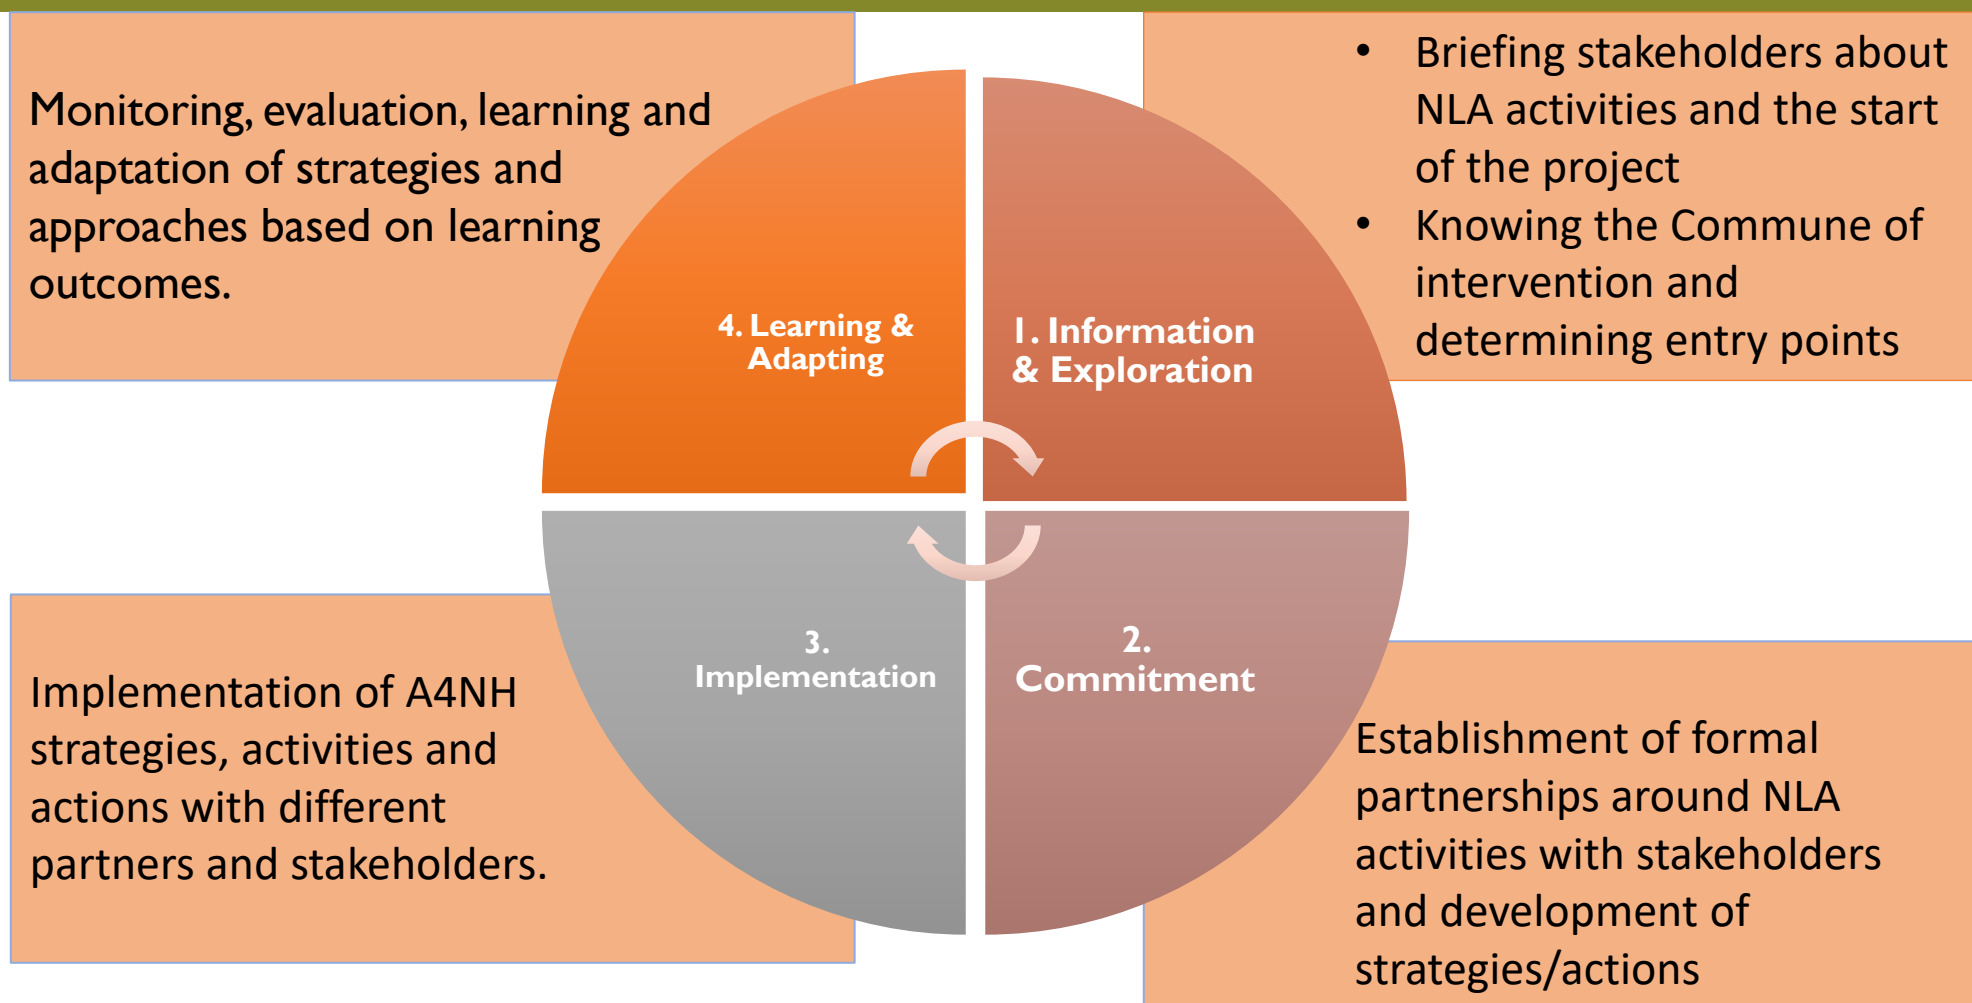 Monitoring, evaluation, learning and
adaptation of strategies and
approaches based on learning
outcomes.
• Briefing stakeholders about
NLA activities and the start
of the project
• Knowing the Commune of
intervention and
determining entry points
4. Learning &
Adapting
1. Information
& Exploration
3.
Implementation
2.
Commitment
Implementation of A4NH
strategies, activities and
actions with different
partners and stakeholders.
Establishment of formal
partnerships around NLA
activities with stakeholders
and development of
strategies/actions